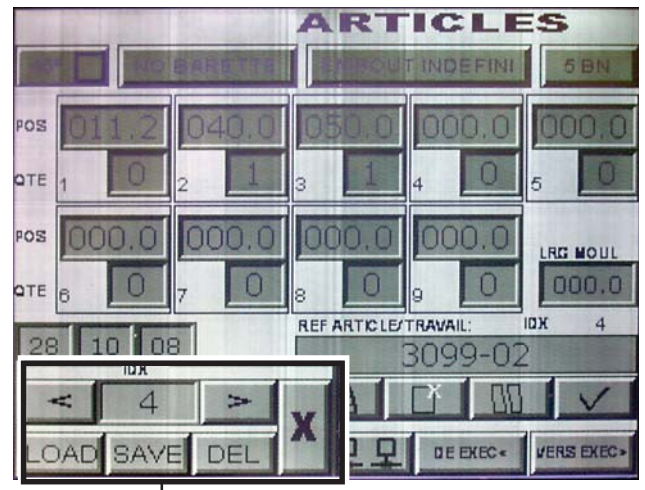 ARTICLES
45° NO BARETTE EMBOUT INDEFINI 5 BN
POS 011.2 040.0 050.0 000.0 000.0
QTE 1 0 2 1 3 1 4 0 5 0
POS 000.0 000.0 000.0 000.0 LRG MOUL
QTE 6 0 7 0 8 0 9 0 000.0
REF ARTICLE/TRAVAIL: IDX 4
28 10 08 3099-02
IDX
< 4 > X
LOAD SAVE DEL DE EXEC< VERS EXEC>